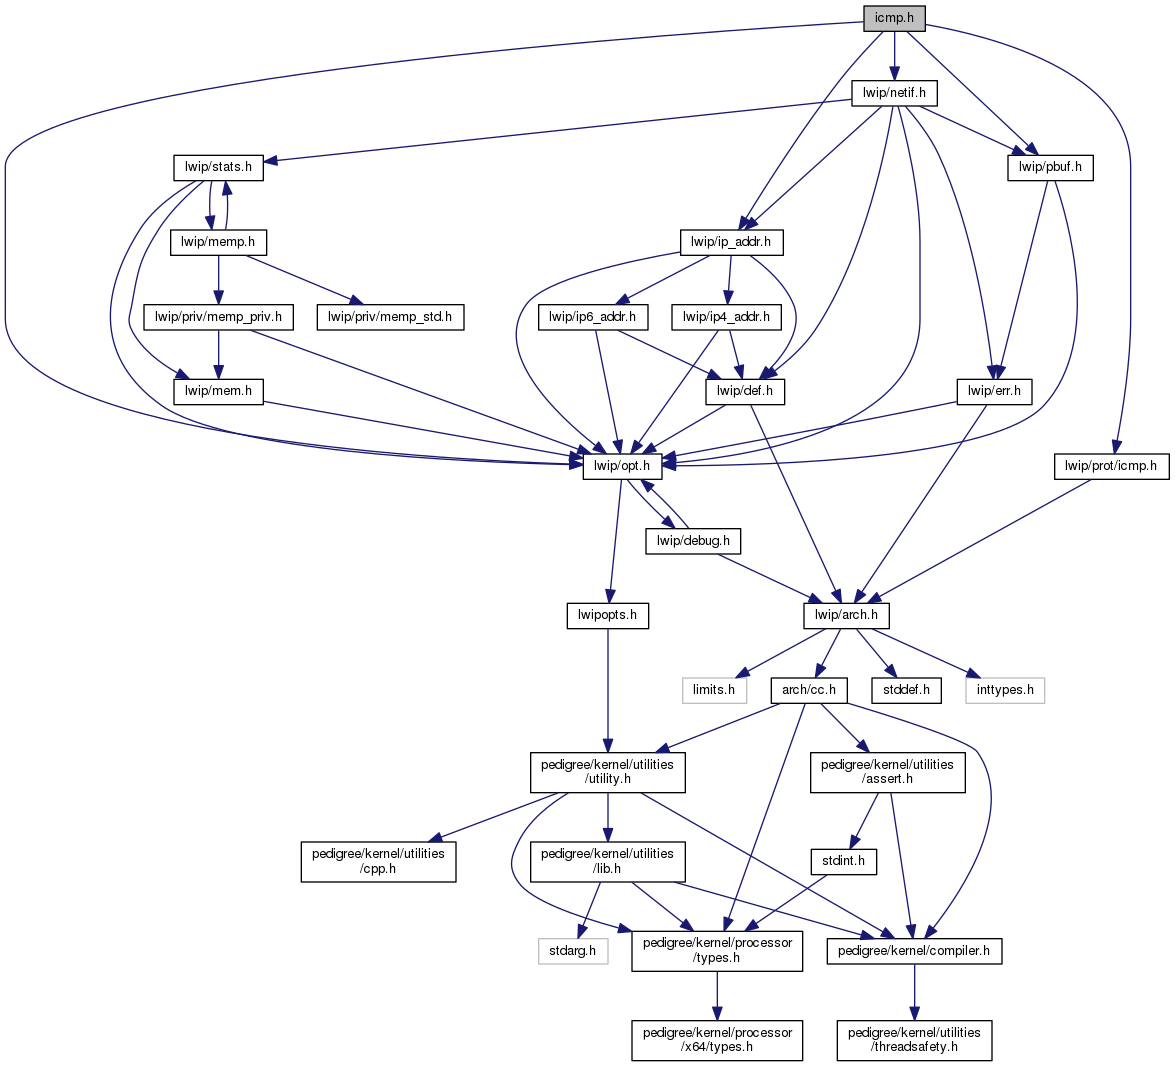 icmp.h
lwip/netif.h
lwip/stats.h
lwip/pbuf.h
lwip/memp.h
lwip/ip_addr.h
lwip/priv/memp_priv.h
lwip/priv/memp_std.h
lwip/ip6_addr.h
lwip/ip4_addr.h
lwip/mem.h
lwip/def.h
lwip/err.h
lwip/opt.h
lwip/prot/icmp.h
lwip/debug.h
lwipopts.h
lwip/arch.h
limits.h
arch/cc.h
stddef.h
inttypes.h
pedigree/kernel/utilities
/utility.h
pedigree/kernel/utilities
/assert.h
pedigree/kernel/utilities
/cpp.h
pedigree/kernel/utilities
/lib.h
stdint.h
stdarg.h
pedigree/kernel/processor
/types.h
pedigree/kernel/compiler.h
pedigree/kernel/processor
/x64/types.h
pedigree/kernel/utilities
/threadsafety.h